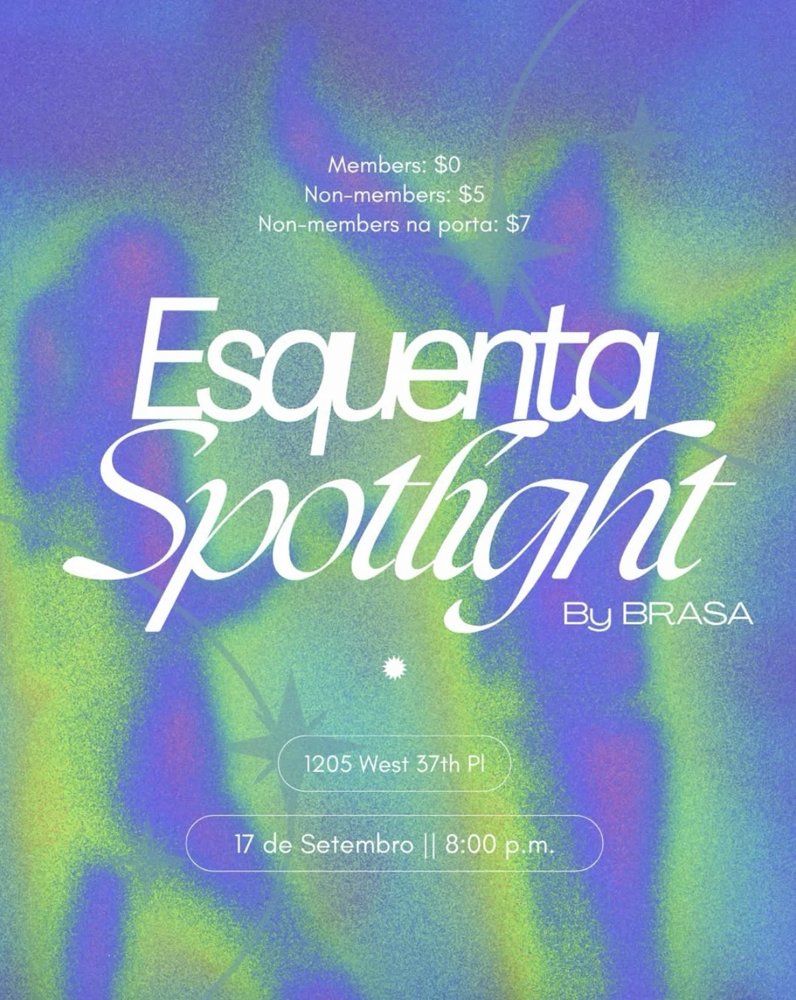 Members: $0
Non-members: $5
Non-members na porta: $7
Esquenta
Spotlight
By BRASA
1205 West 37th Pl
17 de Setembro || 8:00 p.m.